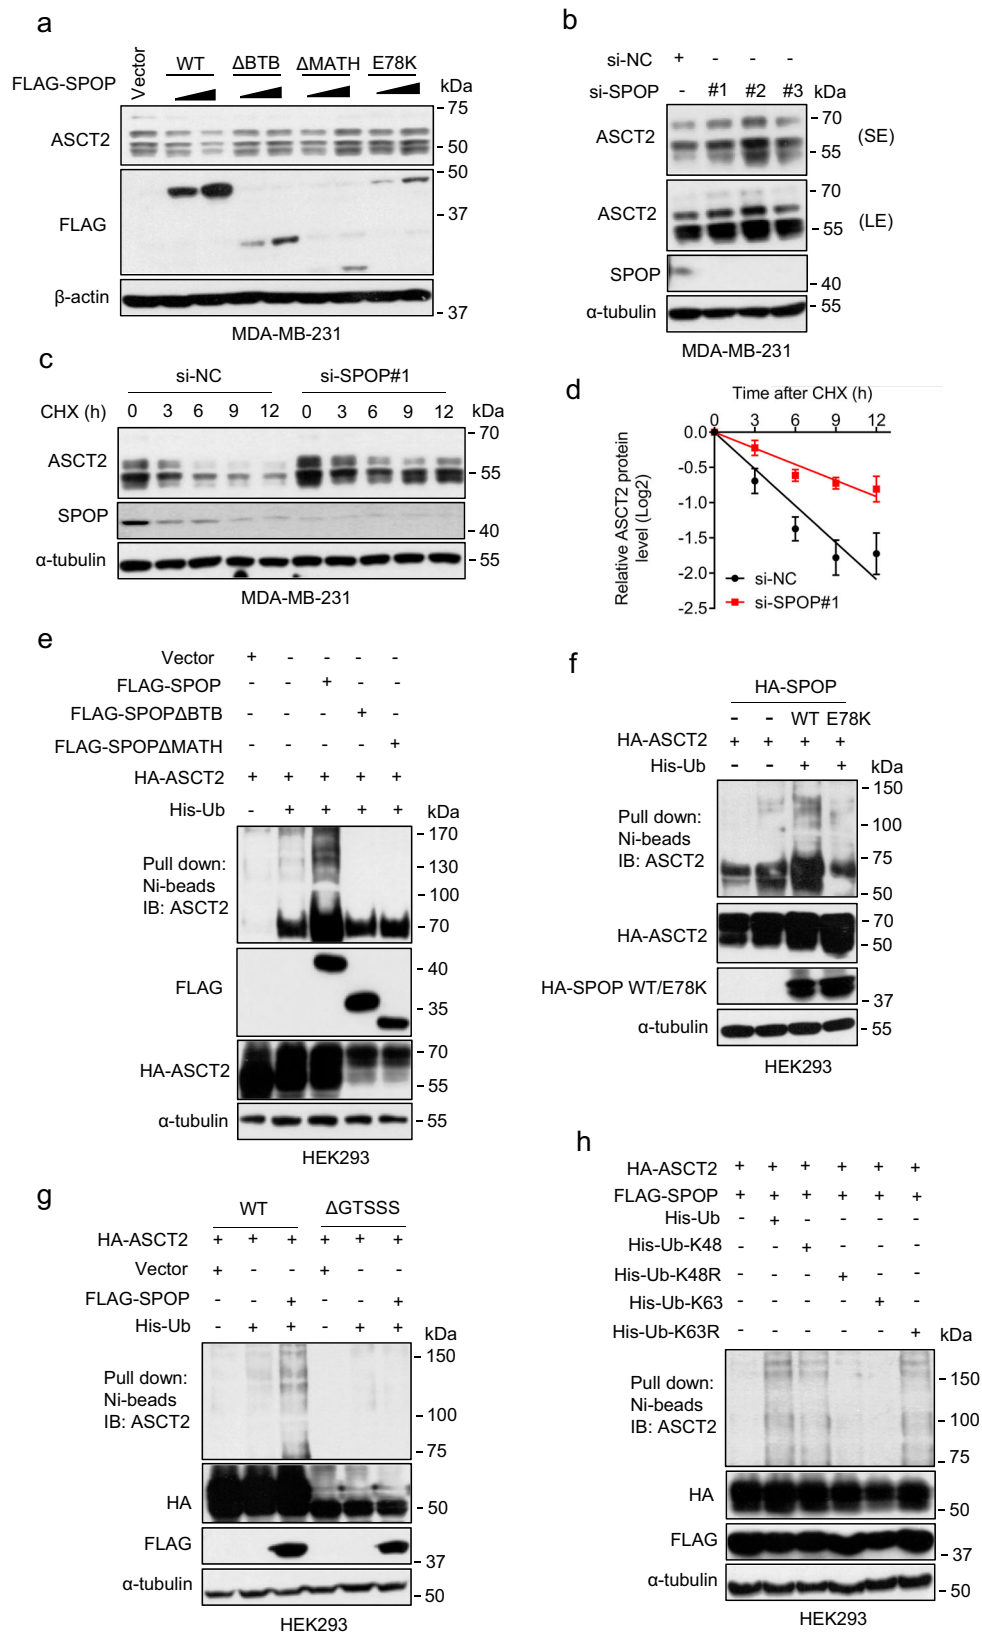 a
FLAG-SPOP Vector WT ΔBTB ΔMATH E78K kDa
75
ASCT2
50
50
37
FLAG
β-actin
37
MDA-MB-231
b
si-NC + - - -
si-SPOP - #1 #2 #3 kDa
70
ASCT2 (SE)
55
70
ASCT2 (LE)
55
SPOP
40
α-tubulin 55
MDA-MB-231
c
si-NC si-SPOP#1
CHX (h) 0 3 6 9 12 0 3 6 9 12 kDa
70
ASCT2
55
SPOP
40
α-tubulin 55
MDA-MB-231
d
Time after CHX (h)
0 3 6 9 12
0.0
-0.5
-1.0
-1.5
-2.0
-2.5
Relative ASCT2 protein
level (Log2)
si-NC
si-SPOP#1
e
Vector + - - - -
FLAG-SPOP - - + - -
FLAG-SPOPΔBTB - - - + -
FLAG-SPOPΔMATH - - - - +
HA-ASCT2 + + + + +
His-Ub - + + + + kDa
170
Pull down:
Ni-beads
IB: ASCT2
130
100
70
FLAG
40
35
HA-ASCT2
70
55
α-tubulin 55
HEK293
f
HA-SPOP
- - WT E78K
HA-ASCT2 + + + +
His-Ub - - + + kDa
150
Pull down:
Ni-beads
IB: ASCT2
100
75
50
HA-ASCT2
70
50
HA-SPOP WT/E78K
37
α-tubulin 55
HEK293
g
WT ΔGTSSS
HA-ASCT2 + + + + + +
Vector + - - + - -
FLAG-SPOP - - + - - +
His-Ub - + + - + + kDa
150
Pull down:
Ni-beads
IB: ASCT2
100
75
HA
50
FLAG
37
α-tubulin
50
HEK293
h
HA-ASCT2 + + + + + +
FLAG-SPOP + + + + + +
His-Ub - + - - - -
His-Ub-K48 - - + - - -
His-Ub-K48R - - - + - -
His-Ub-K63 - - - - + -
His-Ub-K63R - - - - - + kDa
Pull down:
Ni-beads
IB: ASCT2
150
100
75
HA
50
FLAG
37
α-tubulin
50
HEK293